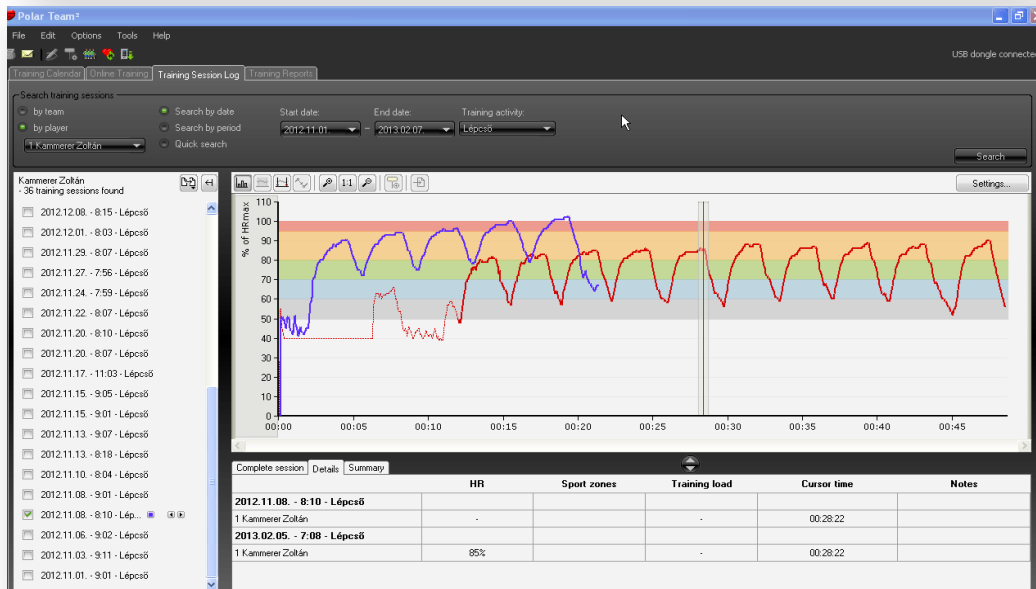 Polar Team²
File Edit Options Tools Help
USB dongle connected
Training Calendar Online Training Training Session Log Training Reports
Search training sessions
by team Search by date Start date: End date: Training activity:
by player Search by period 2012.11.01. – 2013.02.07. Lépcső
1 Kammerer Zoltán Quick search
Search
Kammerer Zoltán
- 36 training sessions found
1:1 Settings...
2012.12.08. - 8:15 - Lépcső
2012.12.01. - 8:03 - Lépcső
2012.11.29. - 8:07 - Lépcső
2012.11.27. - 7:56 - Lépcső
2012.11.24. - 7:59 - Lépcső
2012.11.22. - 8:07 - Lépcső
2012.11.20. - 8:10 - Lépcső
2012.11.20. - 8:07 - Lépcső
2012.11.17. - 11:03 - Lépcső
2012.11.15. - 9:05 - Lépcső
2012.11.15. - 9:01 - Lépcső
2012.11.13. - 9:07 - Lépcső
2012.11.13. - 8:18 - Lépcső
2012.11.10. - 8:04 - Lépcső
2012.11.08. - 9:01 - Lépcső
2012.11.08. - 8:10 - Lép...
2012.11.06. - 9:02 - Lépcső
2012.11.03. - 9:11 - Lépcső
2012.11.01. - 9:01 - Lépcső
% of HRmax
110
100
90
80
70
60
50
40
30
20
10
0
00:00 00:05 00:10 00:15 00:20 00:25 00:30 00:35 00:40 00:45
Complete session Details Summary
HR Sport zones Training load Cursor time Notes
2012.11.08. - 8:10 - Lépcső
1 Kammerer Zoltán - - 00:28:22
2013.02.05. - 7:08 - Lépcső
1 Kammerer Zoltán 85% - 00:28:22